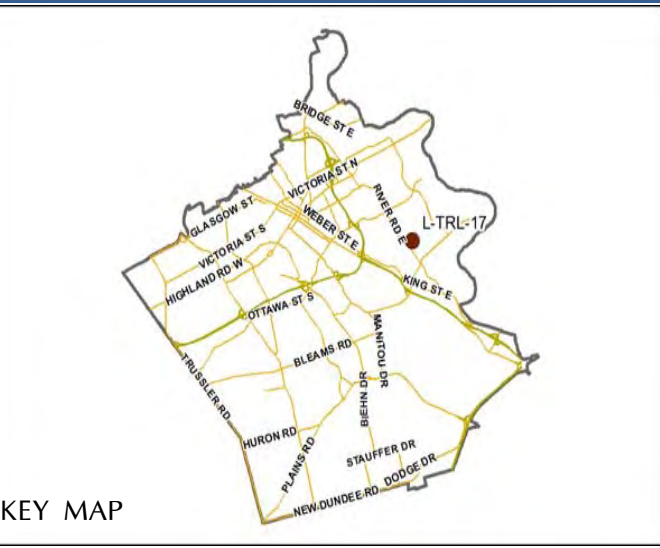 BRIDGE ST E
VICTORIA ST N
RIVER RD E
L-TRL-17
GLASGOW ST
WEBER ST E
VICTORIA ST S
HIGHLAND RD W
KING ST E
OTTAWA ST S
MANITOU DR
BLEAMS RD
TRUSSLER RD
BIEHN DR
HURON RD
PLAINS RD
STAUFFER DR
DODGE DR
NEW DUNDEE RD
KEY MAP